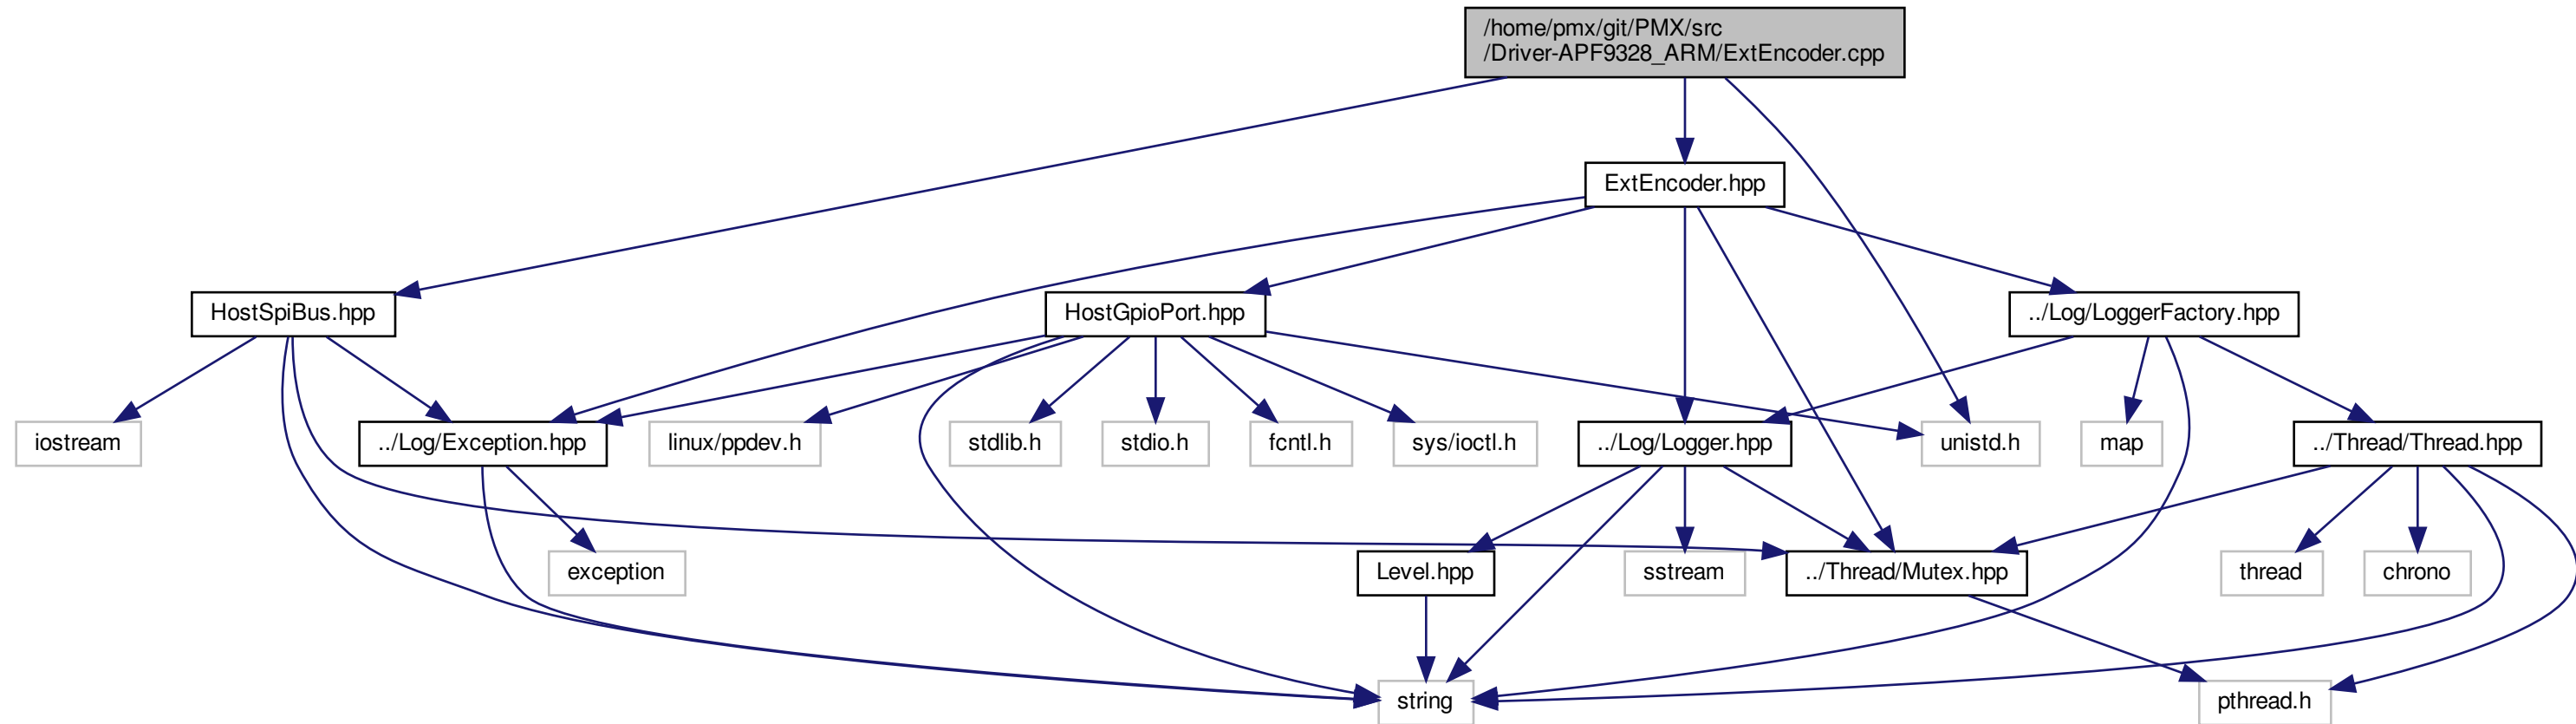 /home/pmx/git/PMX/src
/Driver-APF9328_ARM/ExtEncoder.cpp
ExtEncoder.hpp
HostSpiBus.hpp
HostGpioPort.hpp
../Log/LoggerFactory.hpp
iostream
../Log/Exception.hpp
linux/ppdev.h
stdlib.h
stdio.h
fcntl.h
sys/ioctl.h
../Log/Logger.hpp
unistd.h
map
../Thread/Thread.hpp
exception
Level.hpp
sstream
../Thread/Mutex.hpp
thread
chrono
string
pthread.h